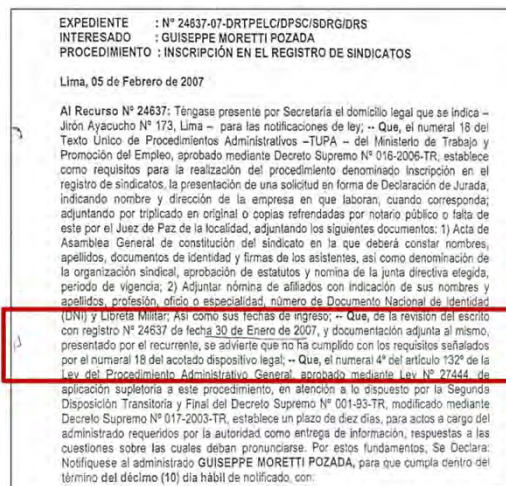 EXPEDIENTE : Nº 24637-07-DRTPELC/DPSC/SDRG/DRS
INTERESADO : GUISEPPE MORETTI POZADA
PROCEDIMIENTO : INSCRIPCIÓN EN EL REGISTRO DE SINDICATOS
Lima, 05 de Febrero de 2007
Al Recurso Nº 24637: Téngase presente por Secretaria el domicilio legal que se indica –
Jirón Ayacucho Nº 173, Lima – para las notificaciones de ley; -- Que, el numeral 18 del
Texto Único de Procedimientos Administrativos –TUPA – del Ministerio de Trabajo y
Promoción del Empleo, aprobado mediante Decreto Supremo Nº 016-2006-TR, establece
como requisitos para la realización del procedimiento denominado Inscripción en el
registro de sindicatos, la presentación de una solicitud en forma de Declaración de Jurada,
indicando nombre y dirección de la empresa en que laboran, cuando corresponda;
adjuntando por triplicado en original o copias refrendadas por notario público o falta de
este por el Juez de Paz de la localidad, adjuntando los siguientes documentos: 1) Acta de
Asamblea General de constitución del sindicato en la que deberá constar nombres,
apellidos, documentos de identidad y firmas de los asistentes, así como denominación de
la organización sindical, aprobación de estatutos y nomina de la junta directiva elegida,
periodo de vigencia; 2) Adjuntar nómina de afiliados con indicación de sus nombres y
apellidos, profesión, oficio o especialidad, número de Documento Nacional de Identidad
(DNI) y Libreta Militar; Así como sus fechas de ingreso; -- Que, de la revisión del escrito
con registro Nº 24637 de fecha 30 de Enero de 2007, y documentación adjunta al mismo,
presentado por el recurrente, se advierte que no ha cumplido con los requisitos señalados
por el numeral 18 del acotado dispositivo legal; -- Que, el numeral 4º del artículo 132º de la
Ley del Procedimiento Administrativo General, aprobado mediante Ley Nº 27444, de
aplicación supletoria a este procedimiento, en atención a lo dispuesto por la Segunda
Disposición Transitoria y Final del Decreto Supremo Nº 001-93-TR, modificado mediante
Decreto Supremo Nº 017-2003-TR, establece un plazo de diez días, para actos a cargo del
administrado requeridos por la autoridad como entrega de información, respuestas a las
cuestiones sobre las cuales deban pronunciarse. Por estos fundamentos, Se Declara:
Notifíquese al administrado GUISEPPE MORETTI POZADA, para que cumpla dentro del
término del décimo (10) día hábil de notificado, con: